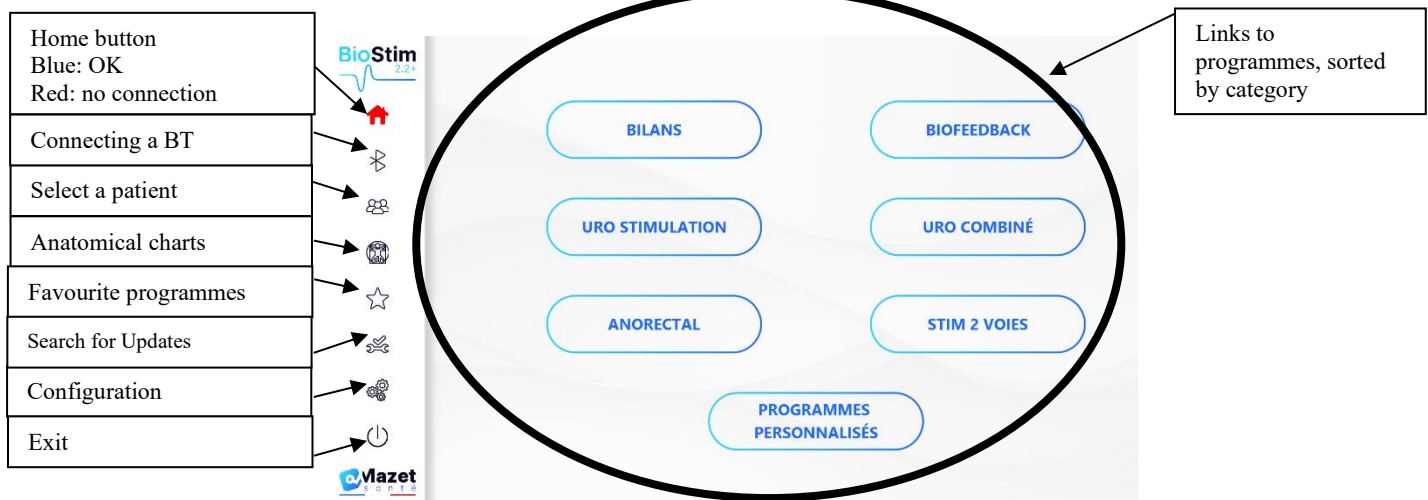 Home button
Blue: OK
Red: no connection
Connecting a BT
Select a patient
Anatomical charts
Favourite programmes
Search for Updates
Configuration
Exit
BioStim
2.2+
BILANS
BIOFEEDBACK
URO STIMULATION
URO COMBINÉ
ANORECTAL
STIM 2 VOIES
PROGRAMMES
PERSONNALISÉS
Mazet
santé
Links to
programmes, sorted
by category